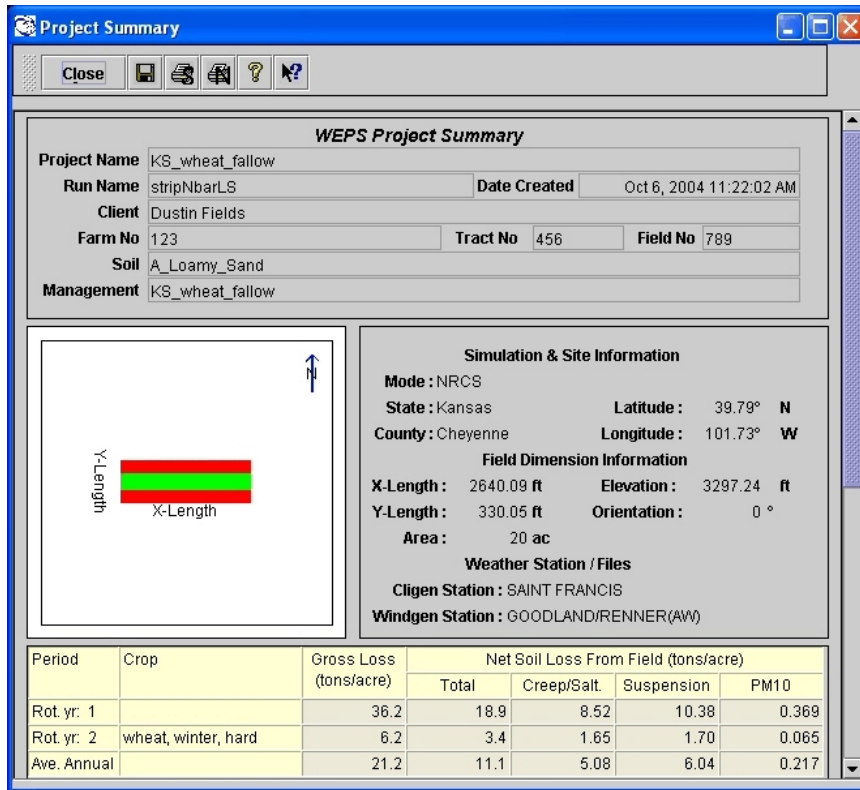 Project Summary
Close
WEPS Project Summary
Project Name KS_wheat_fallow
Run Name stripNbarLS Date Created Oct 6, 2004 11:22:02 AM
Client Dustin Fields
Farm No 123 Tract No 456 Field No 789
Soil A_Loamy_Sand
Management KS_wheat_fallow
N
Y-Length
X-Length
Simulation & Site Information
Mode : NRCS
State : Kansas Latitude : 39.79° N
County : Cheyenne Longitude : 101.73° W
Field Dimension Information
X-Length : 2640.09 ft Elevation : 3297.24 ft
Y-Length : 330.05 ft Orientation : 0 °
Area : 20 ac
Weather Station / Files
Cligen Station : SAINT FRANCIS
Windgen Station : GOODLAND/RENNER(AW)
Period Crop Gross Loss Net Soil Loss From Field (tons/acre)
(tons/acre) Total Creep/Salt. Suspension PM10
Rot. yr: 1 36.2 18.9 8.52 10.38 0.369
Rot. yr: 2 wheat, winter, hard 6.2 3.4 1.65 1.70 0.065
Ave. Annual 21.2 11.1 5.08 6.04 0.217